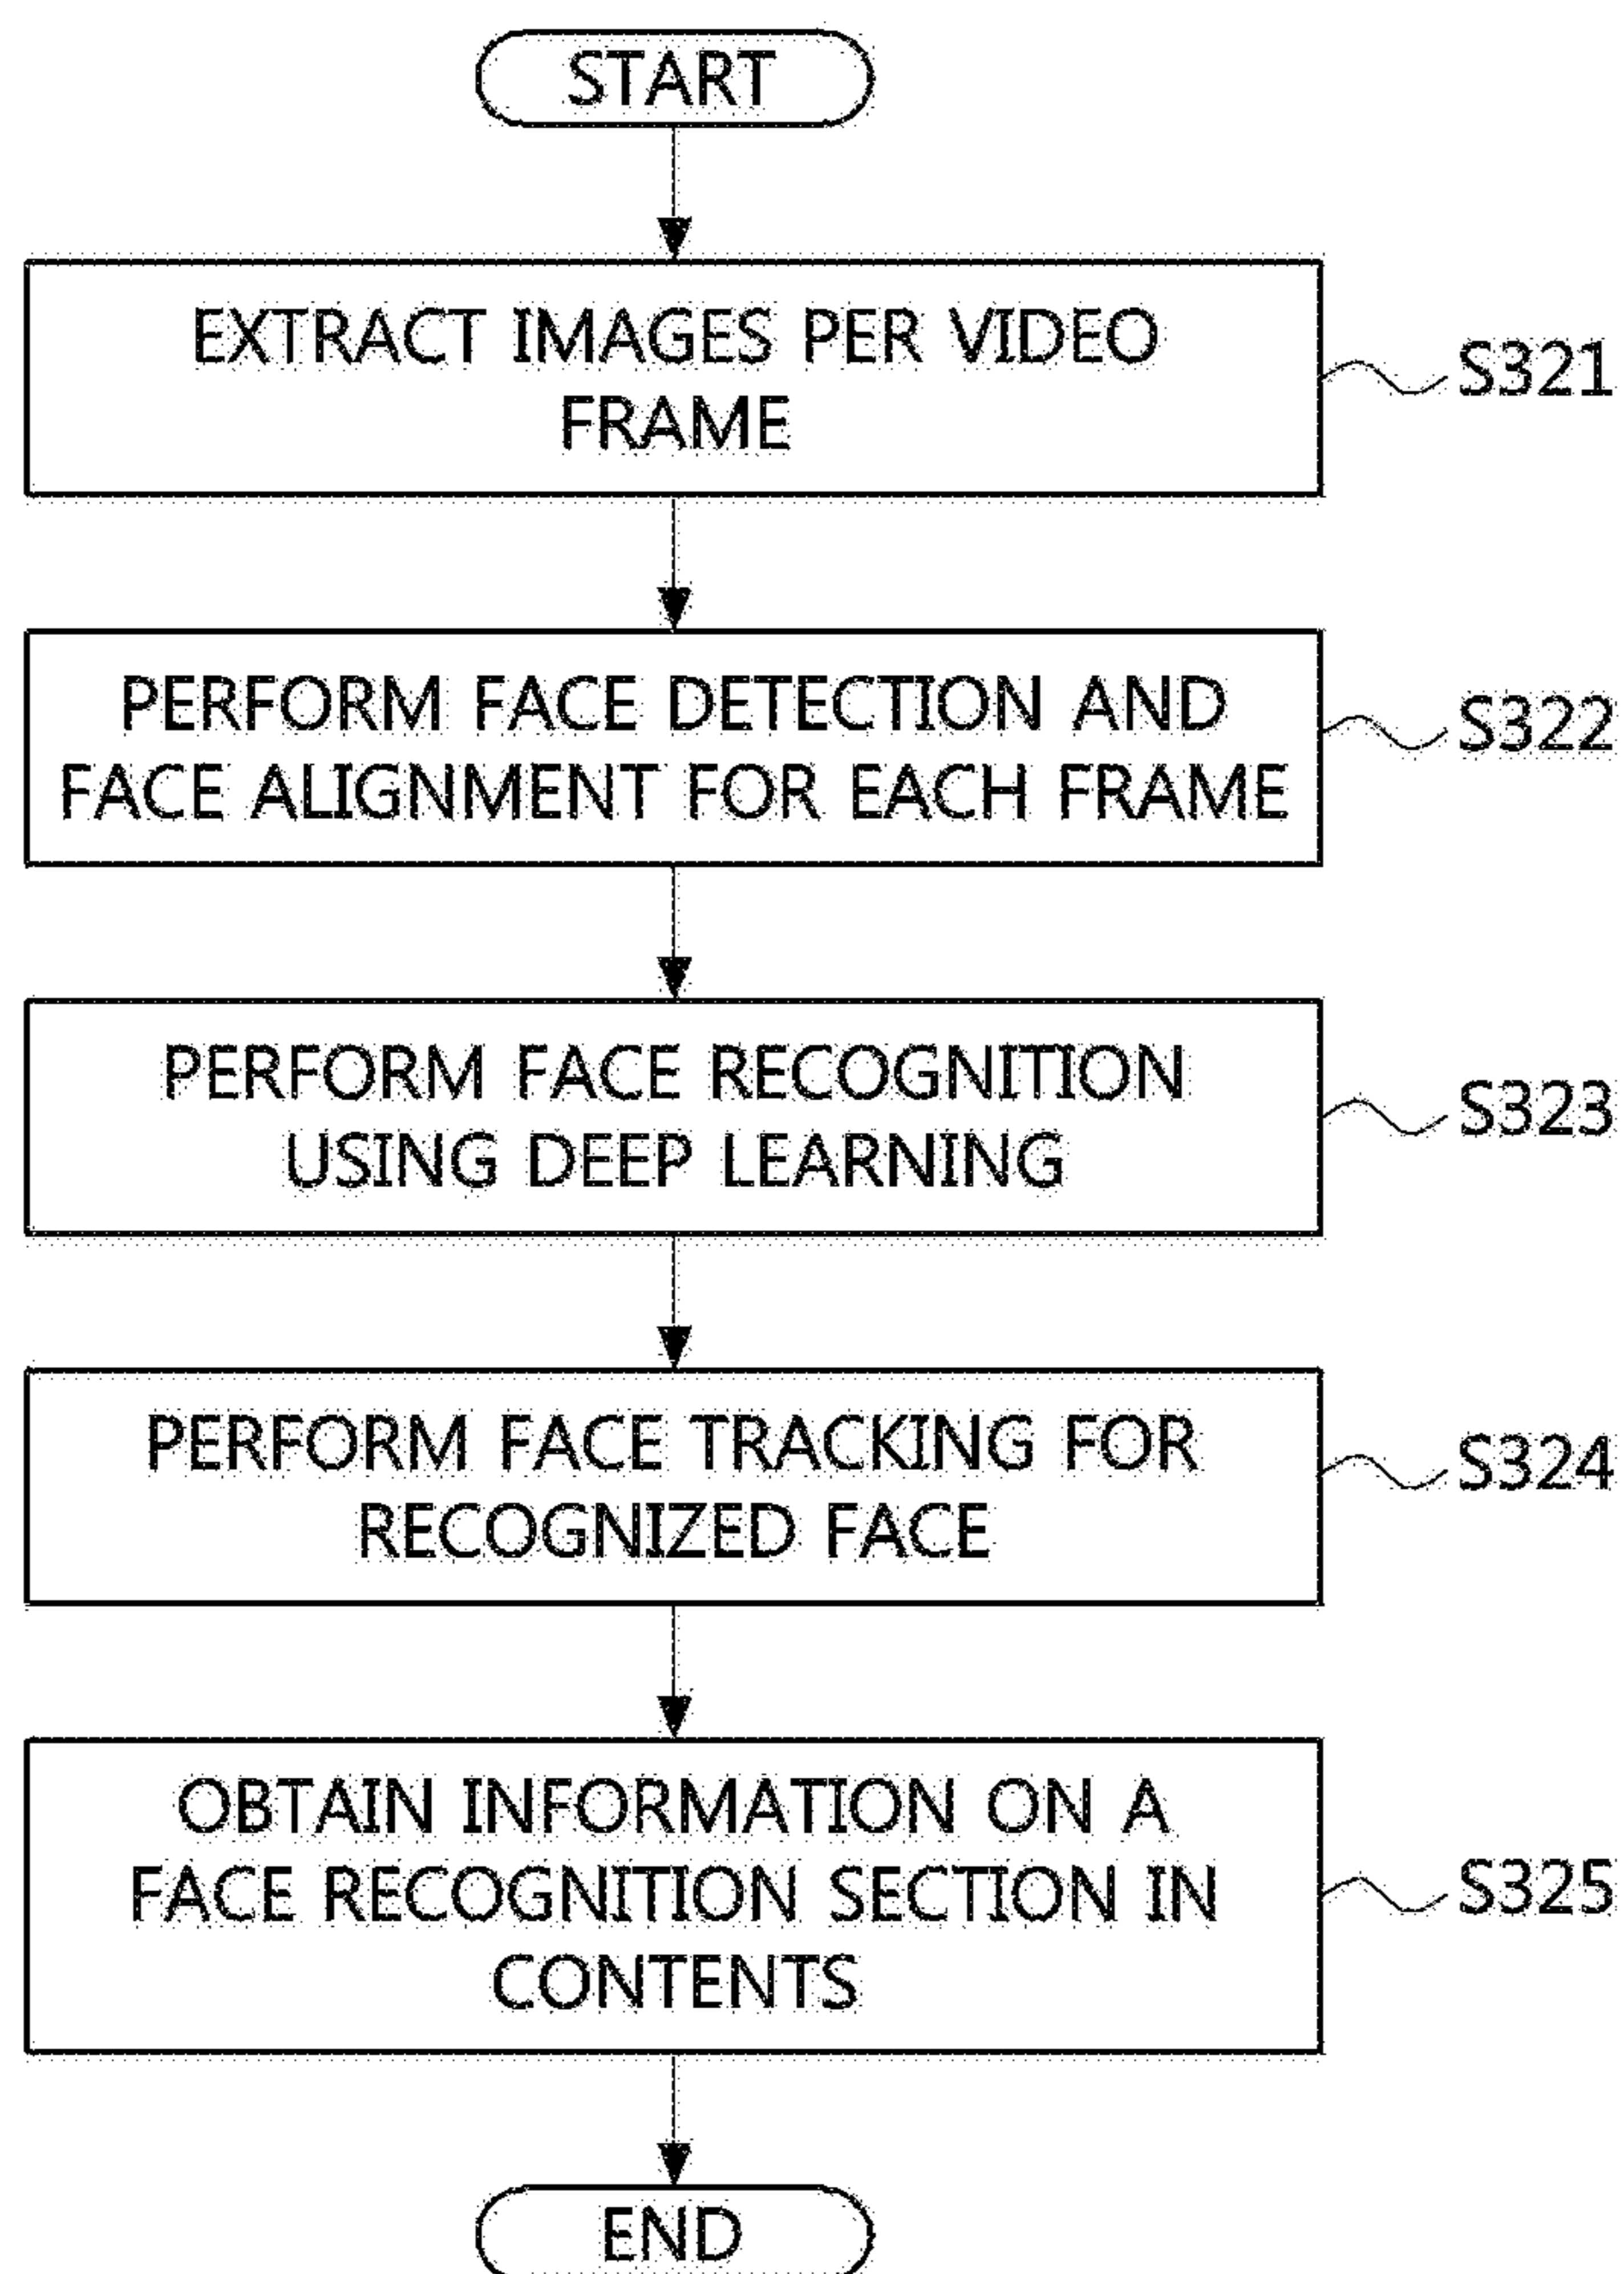 START
EXTRACT IMAGES PER VIDEO
FRAME
S321
PERFORM FACE DETECTION AND
FACE ALIGNMENT FOR EACH FRAME
S322
PERFORM FACE RECOGNITION
USING DEEP LEARNING
S323
PERFORM FACE TRACKING FOR
RECOGNIZED FACE
S324
OBTAIN INFORMATION ON A
FACE RECOGNITION SECTION IN
CONTENTS
S325
END